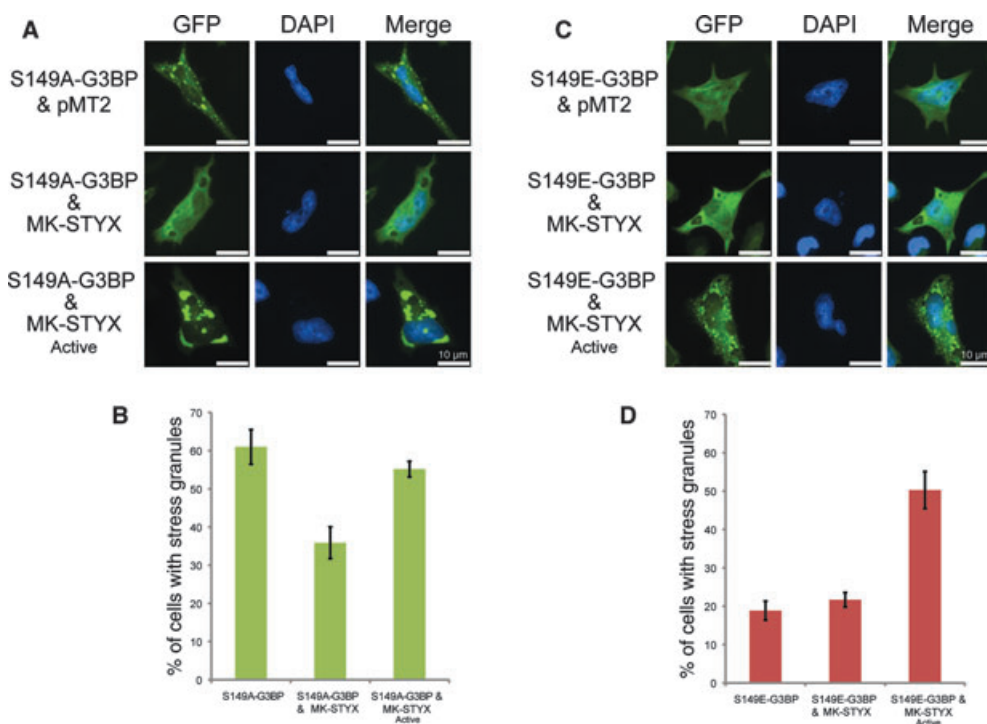 A
GFP DAPI Merge
S149A-G3BP
& pMT2
S149A-G3BP
&
MK-STYX
S149A-G3BP
&
MK-STYX
Active
10 µm
B
% of cells with stress granules
70
60
50
40
30
20
10
0
S149A-G3BP
S149A-G3BP
& MK-STYX
S149A-G3BP &
MK-STYX
Active
C
GFP DAPI Merge
S149E-G3BP
& pMT2
S149E-G3BP
&
MK-STYX
S149E-G3BP
&
MK-STYX
Active
10 µm
D
% of cells with stress granules
70
60
50
40
30
20
10
0
S149E-G3BP
S149E-G3BP
& MK-STYX
S149E-G3BP &
MK-STYX
Active